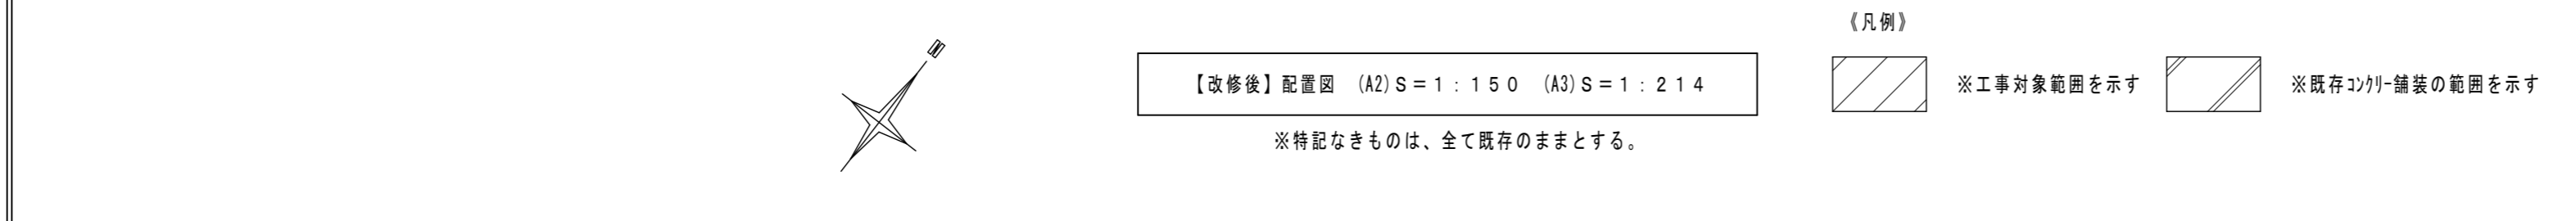 《凡例》
N
【改修後】配置図 (A2)S＝1：150 (A3)S＝1：214
※工事対象範囲を示す
※既存ｺﾝｸﾘｰ舗装の範囲を示す
※特記なきものは、全て既存のままとする。